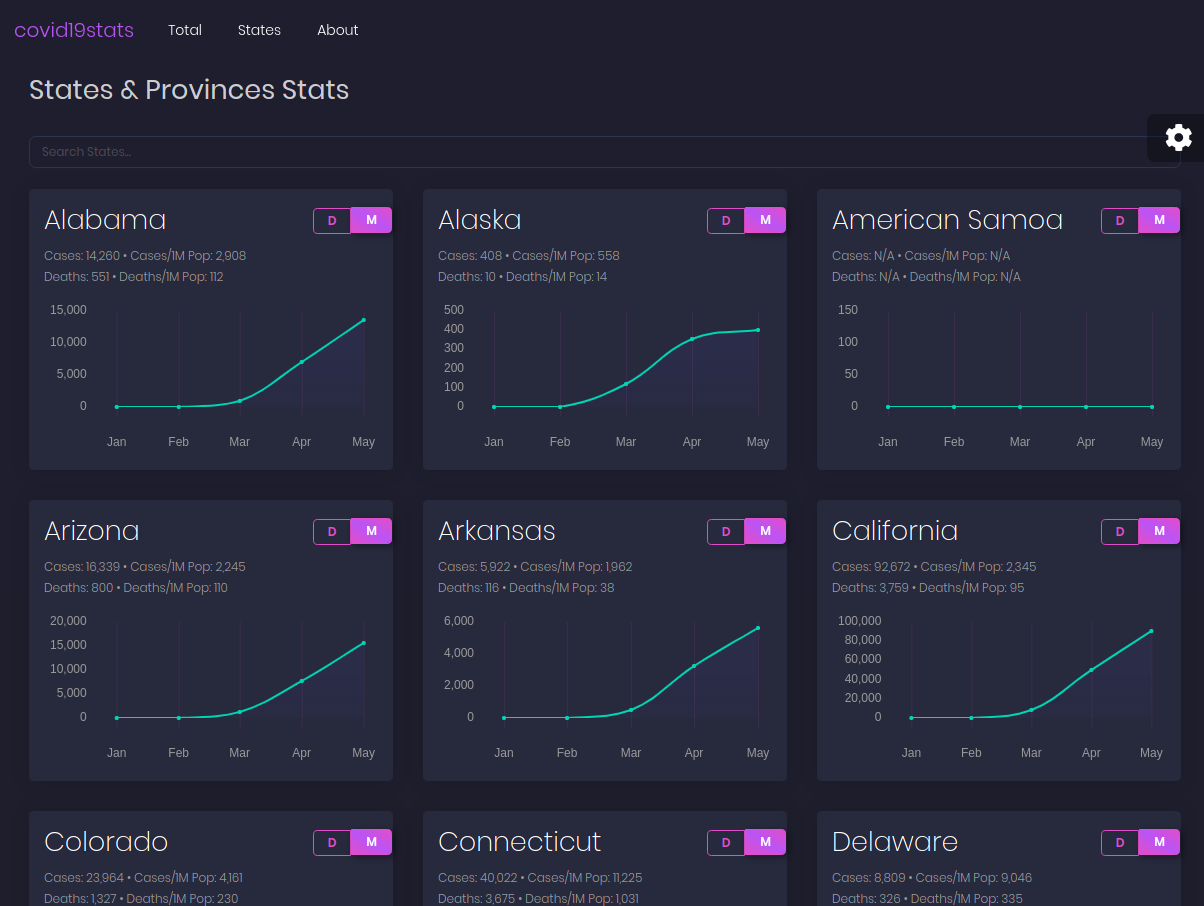 covid19stats Total States About
States & Provinces Stats
Search States...
Alabama D M
Cases: 14,260 • Cases/1M Pop: 2,908
Deaths: 551 • Deaths/1M Pop: 112
15,000
10,000
5,000
0
Jan Feb Mar Apr May
Alaska D M
Cases: 408 • Cases/1M Pop: 558
Deaths: 10 • Deaths/1M Pop: 14
500
400
300
200
100
0
Jan Feb Mar Apr May
American Samoa D M
Cases: N/A • Cases/1M Pop: N/A
Deaths: N/A • Deaths/1M Pop: N/A
150
100
50
0
Jan Feb Mar Apr May
Arizona D M
Cases: 16,339 • Cases/1M Pop: 2,245
Deaths: 800 • Deaths/1M Pop: 110
20,000
15,000
10,000
5,000
0
Jan Feb Mar Apr May
Arkansas D M
Cases: 5,922 • Cases/1M Pop: 1,962
Deaths: 116 • Deaths/1M Pop: 38
6,000
4,000
2,000
0
Jan Feb Mar Apr May
California D M
Cases: 92,672 • Cases/1M Pop: 2,345
Deaths: 3,759 • Deaths/1M Pop: 95
100,000
80,000
60,000
40,000
20,000
0
Jan Feb Mar Apr May
Colorado D M
Cases: 23,964 • Cases/1M Pop: 4,161
Deaths: 1,327 • Deaths/1M Pop: 230
Connecticut D M
Cases: 40,022 • Cases/1M Pop: 11,225
Deaths: 3,675 • Deaths/1M Pop: 1,031
Delaware D M
Cases: 8,809 • Cases/1M Pop: 9,046
Deaths: 326 • Deaths/1M Pop: 335